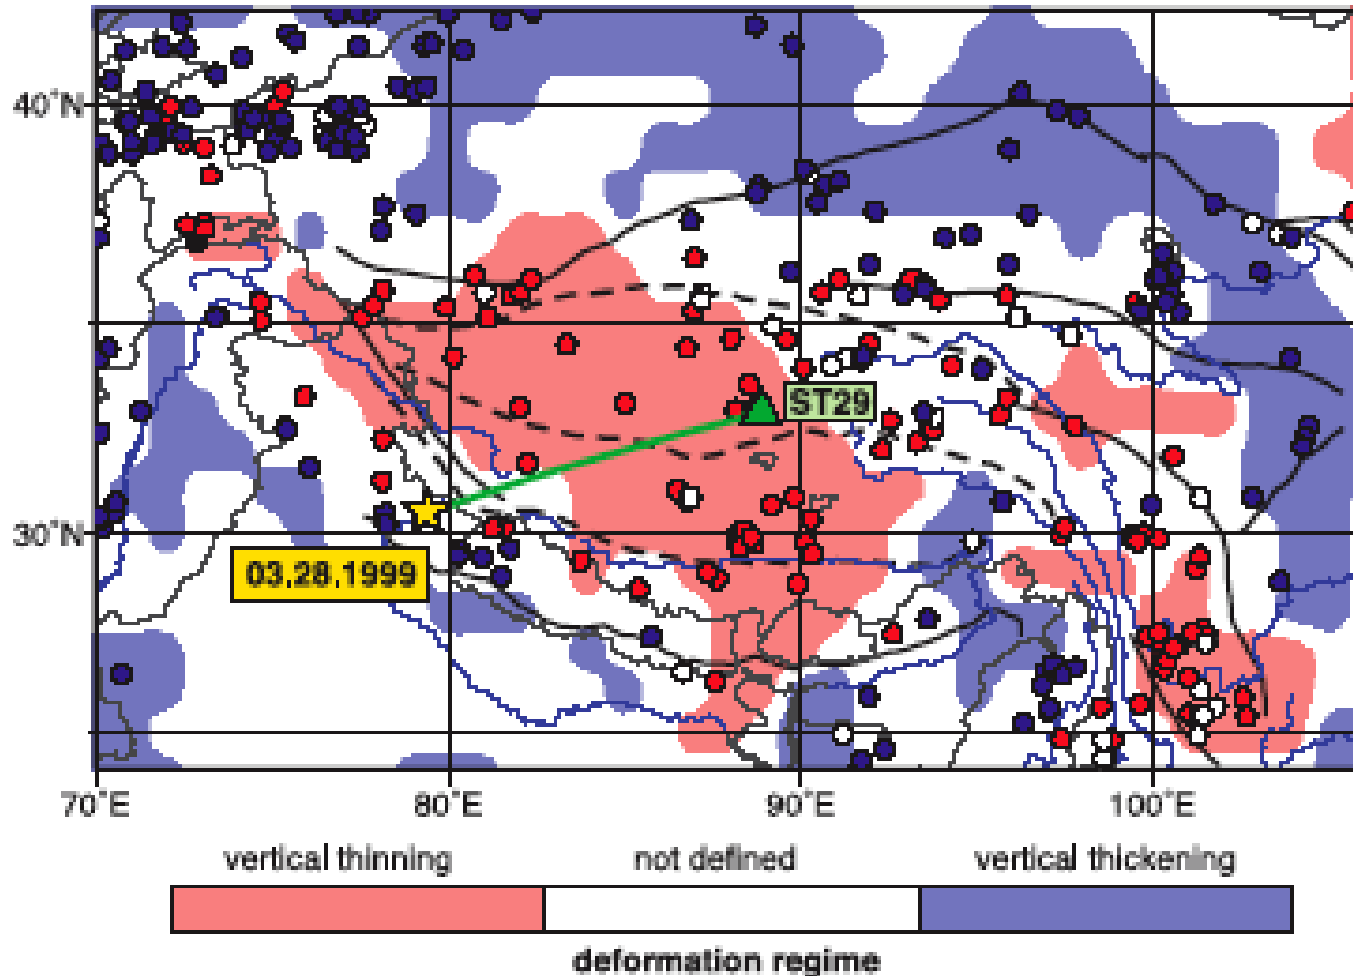 40°N
ST29
30°N
03.28.1999
70°E 80°E 90°E 100°E
vertical thinning not defined vertical thickening
deformation regime